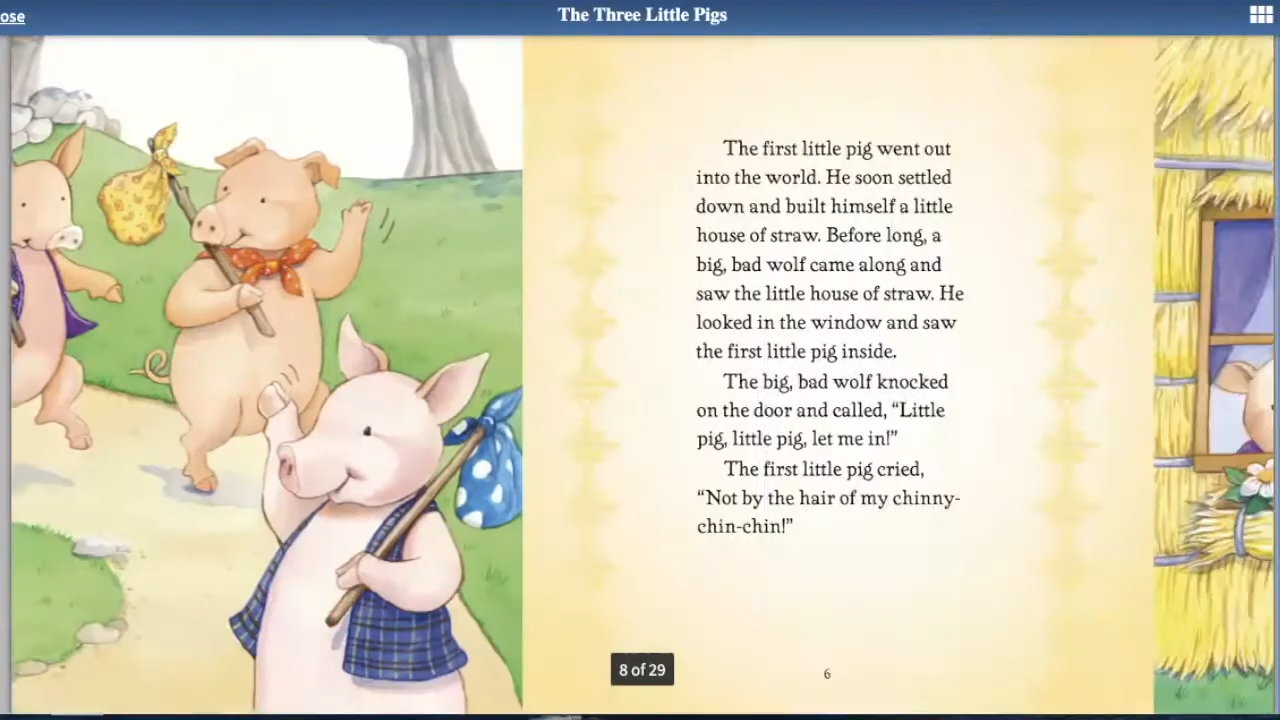 ose
The Three Little Pigs
The first little pig went out
into the world. He soon settled
down and built himself a little
house of straw. Before long, a
big, bad wolf came along and
saw the little house of straw. He
looked in the window and saw
the first little pig inside.
The big, bad wolf knocked
on the door and called, “Little
pig, little pig, let me in!”
The first little pig cried,
“Not by the hair of my chinny-
chin-chin!”
8 of 29
6